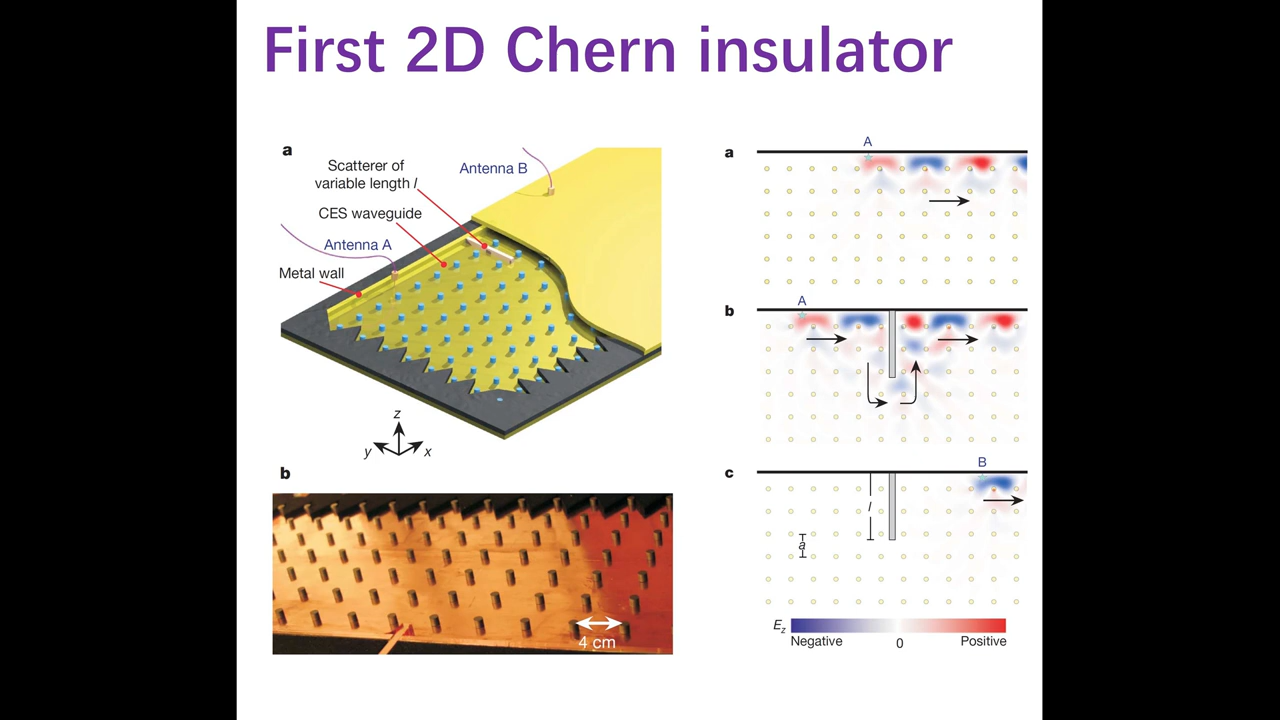 First 2D Chern insulator
a
Scatterer of
variable length l
Antenna B
CES waveguide
Antenna A
Metal wall
z
y
x
b
4 cm
a
A
b
A
c
B
l
a
Ez
Negative
0
Positive